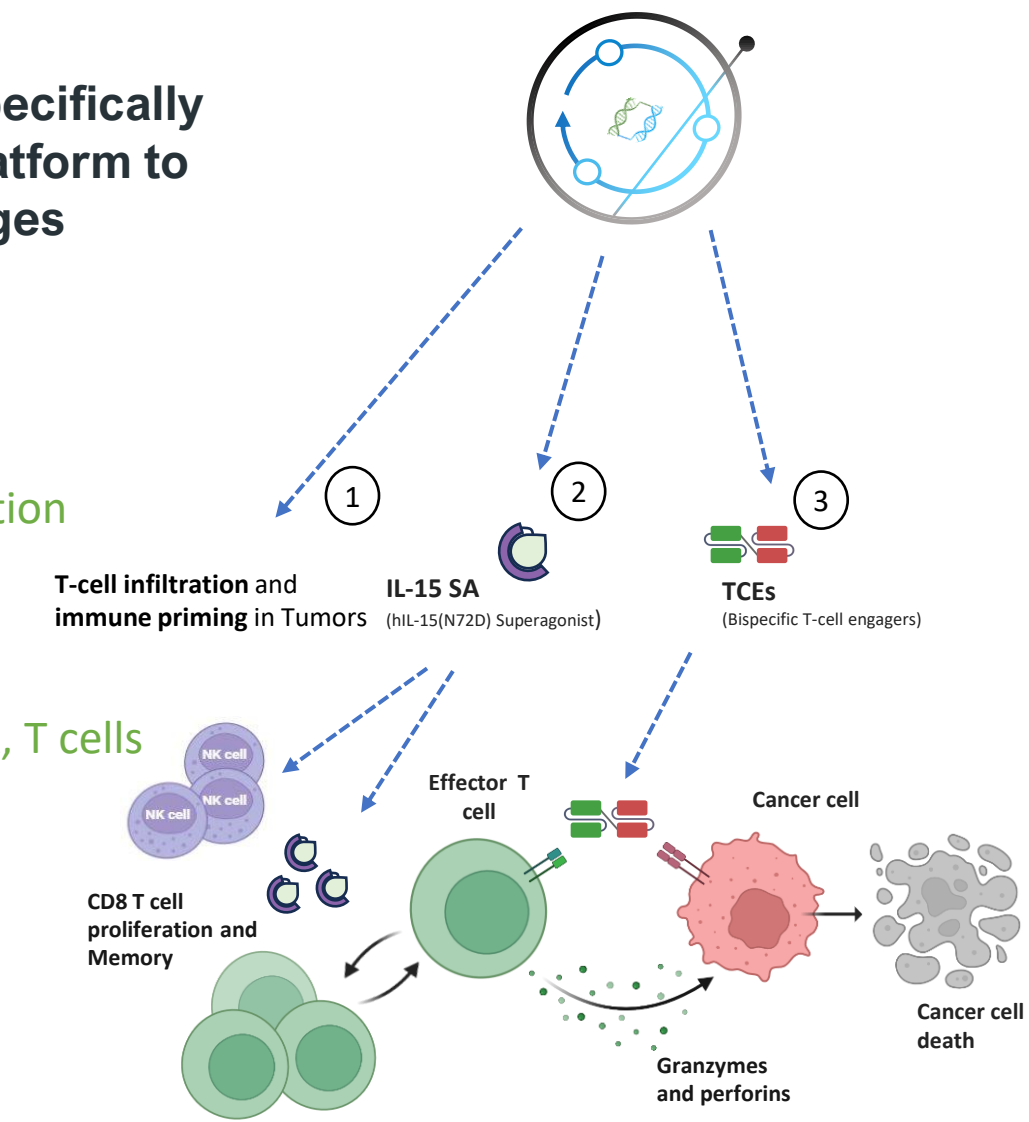 pecifically
atform to
ges
1
2
3
tion
T-cell infiltration and
immune priming in Tumors
IL-15 SA
(hIL-15(N72D) Superagonist)
TCEs
(Bispecific T-cell engagers)
, T cells
NK cell
NK cell
NK cell
Effector T
cell
Cancer cell
CD8 T cell
proliferation and
Memory
Cancer cell
death
Granzymes
and perforins